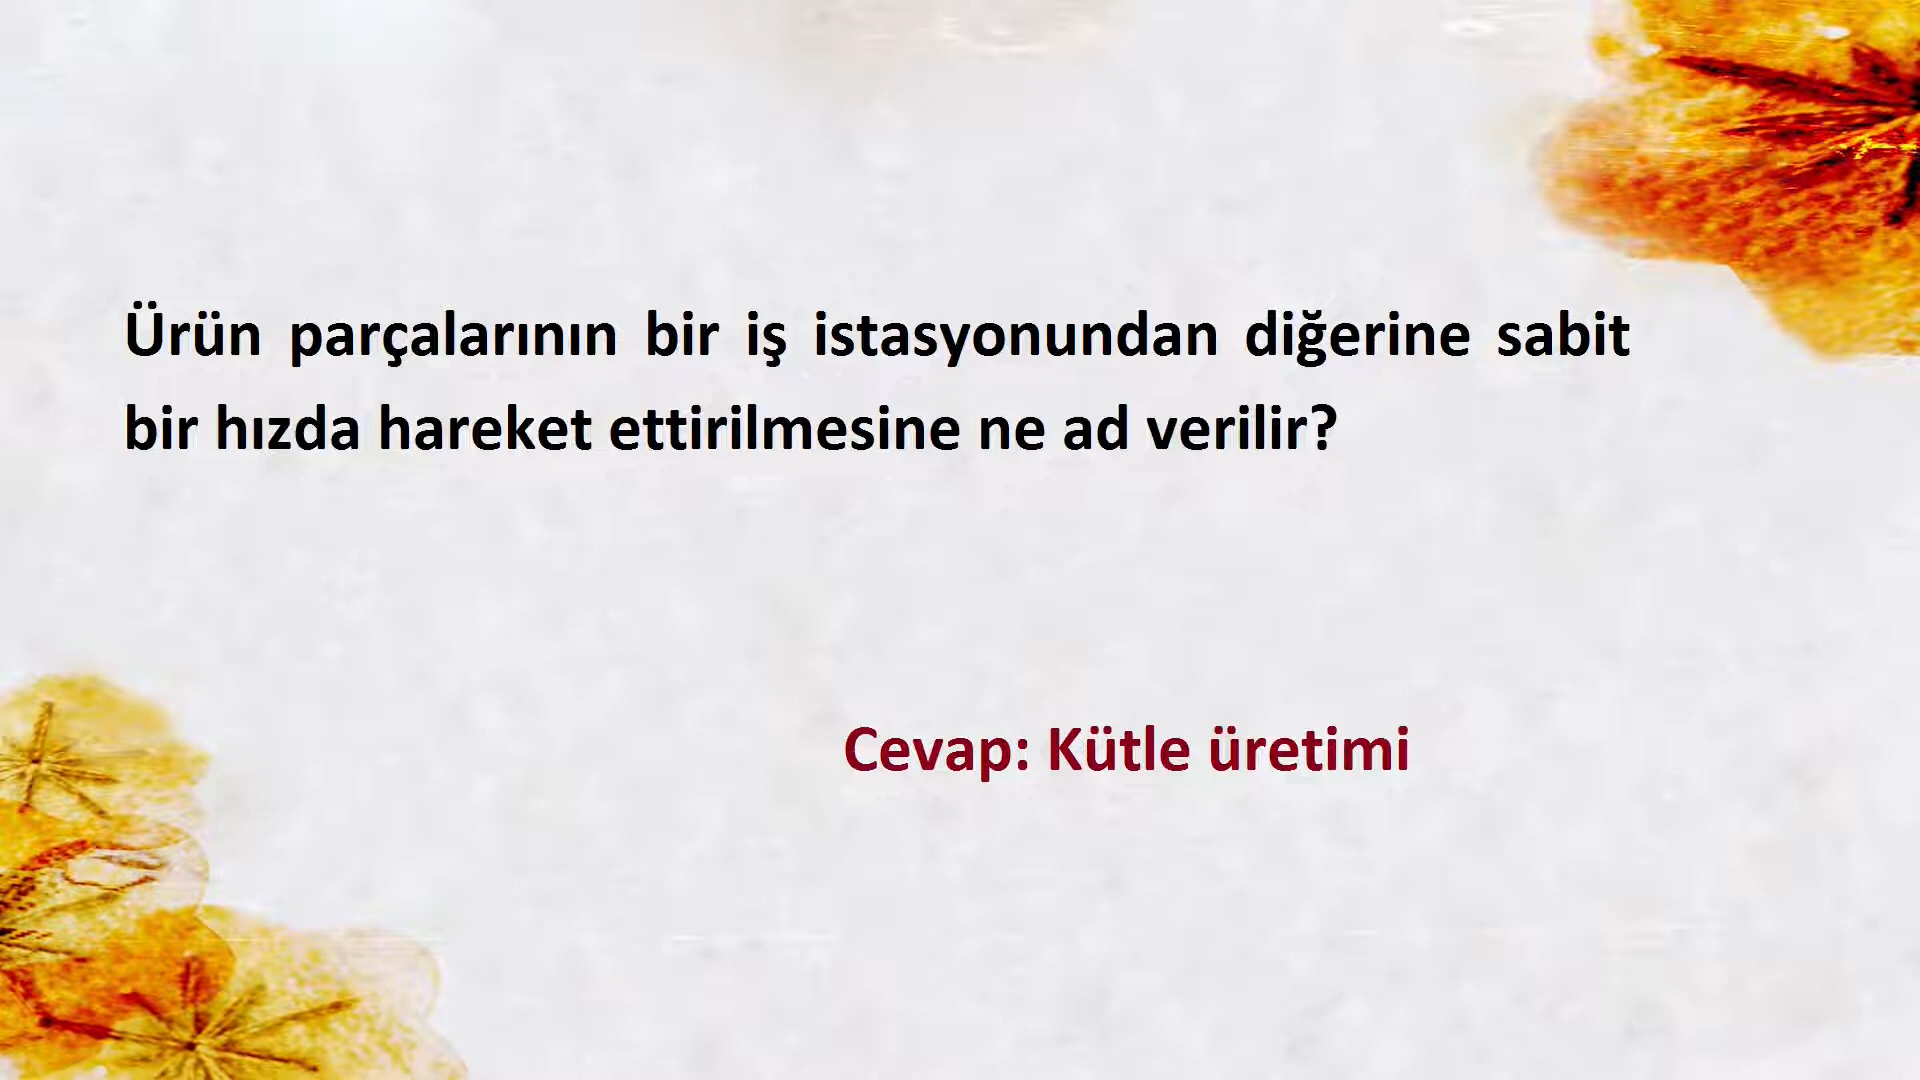 Ürün parçalarının bir iş istasyonundan diğerine sabit
bir hızda hareket ettirilmesine ne ad verilir?
Cevap: Kütle üretimi